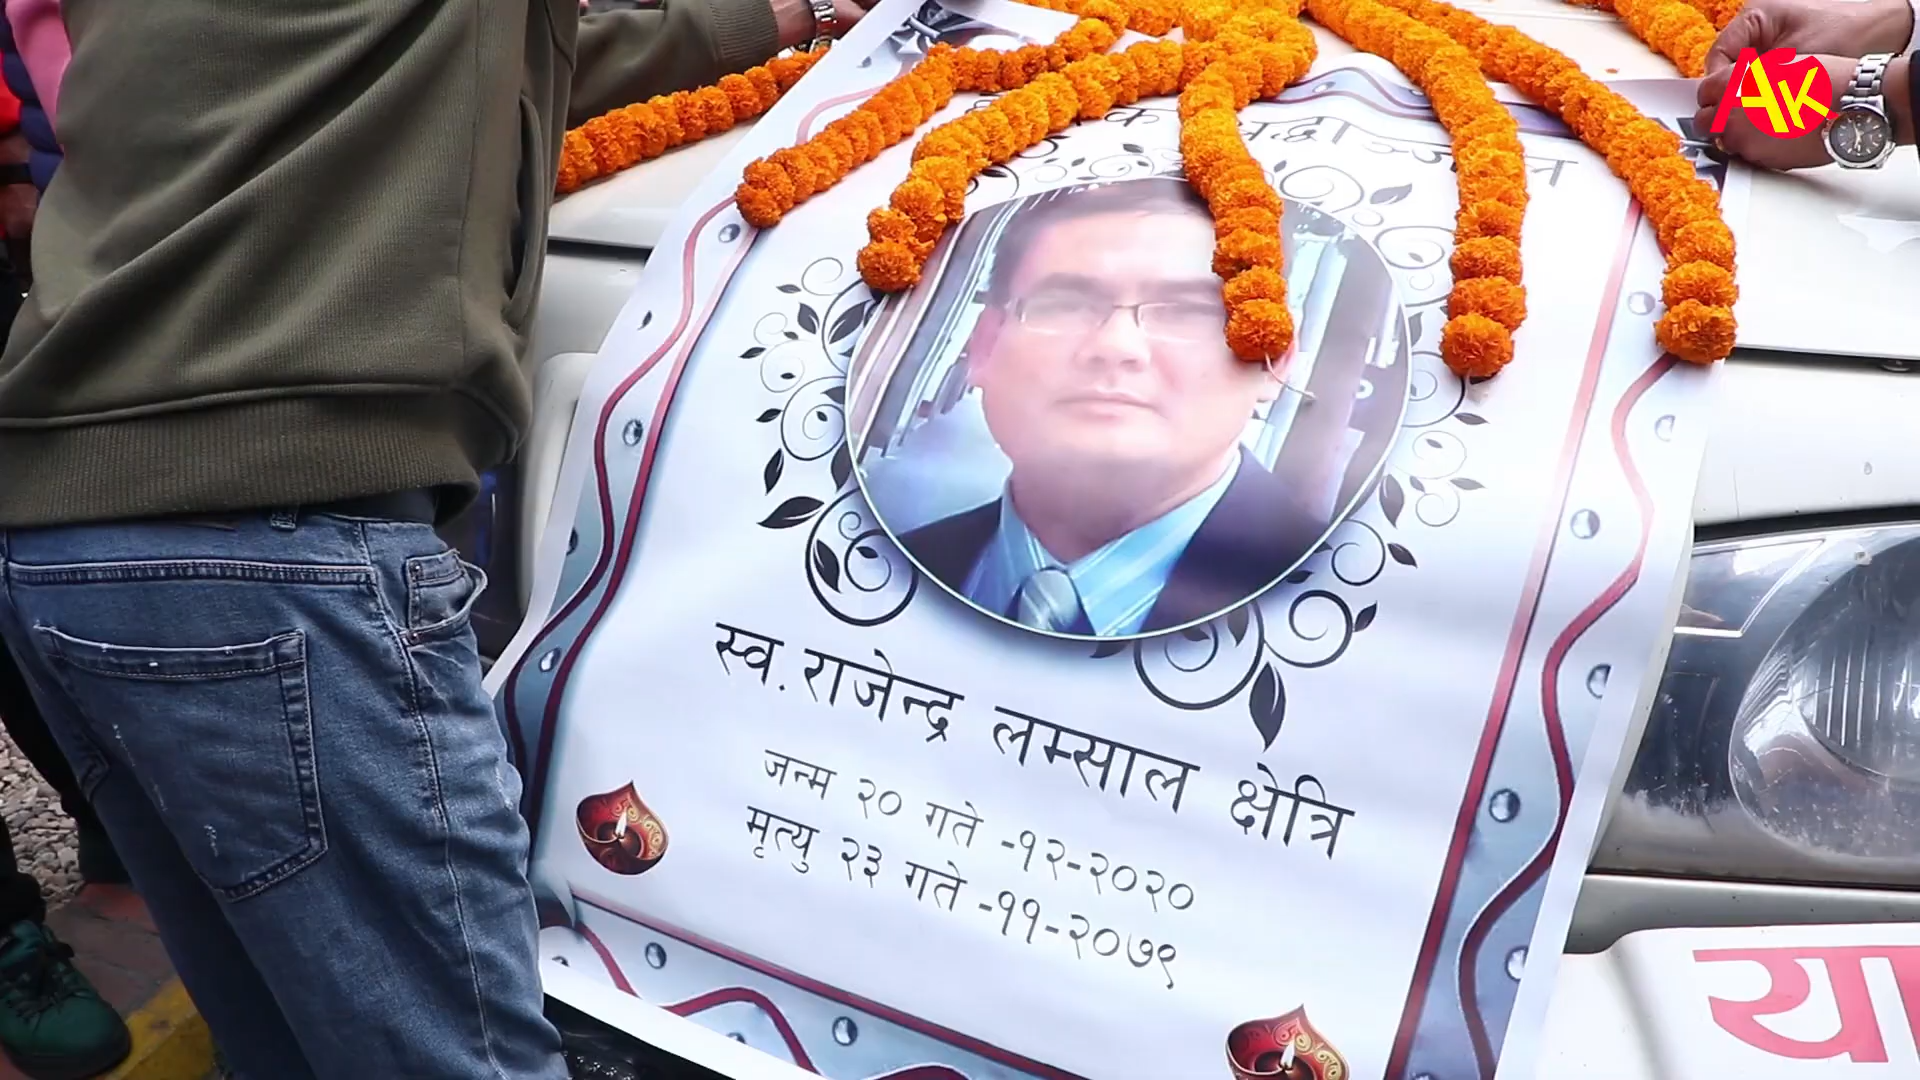 AK
स्व. राजेन्द्र लम्साल क्षेत्रि
जन्म २० गते -१२-२०२०
मृत्यु २३ गते -११-२०७९